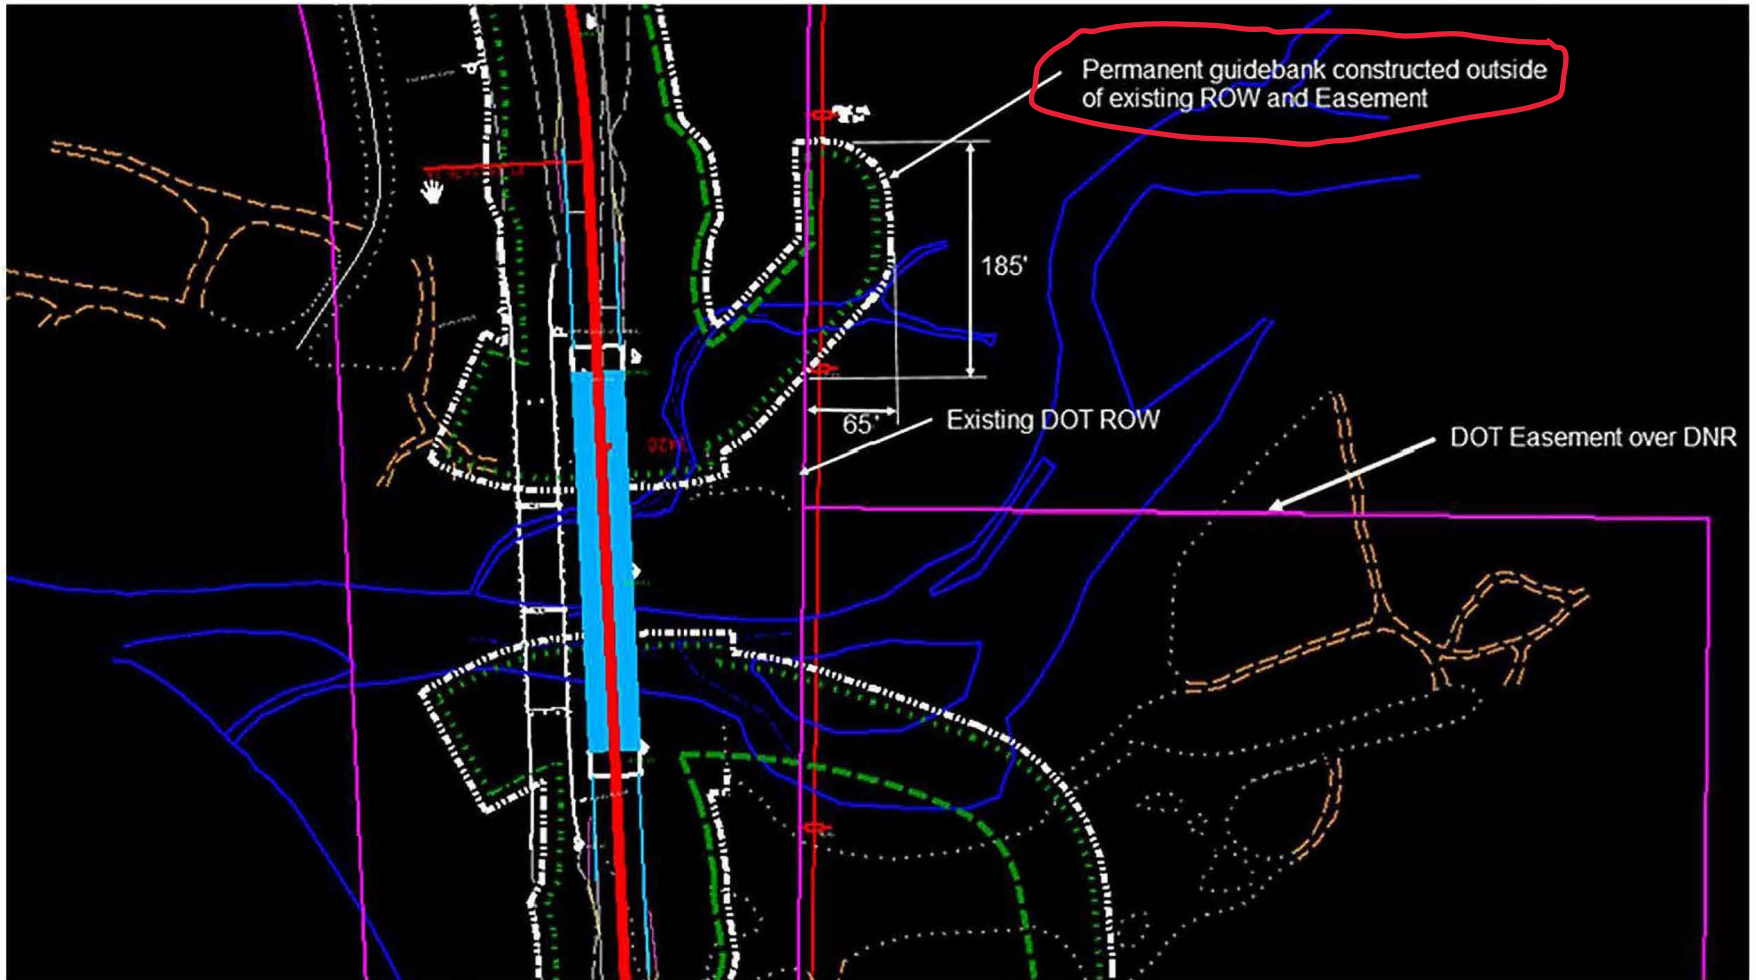 Permanent guidebank constructed outside
of existing ROW and Easement
185'
65'
Existing DOT ROW
DOT Easement over DNR